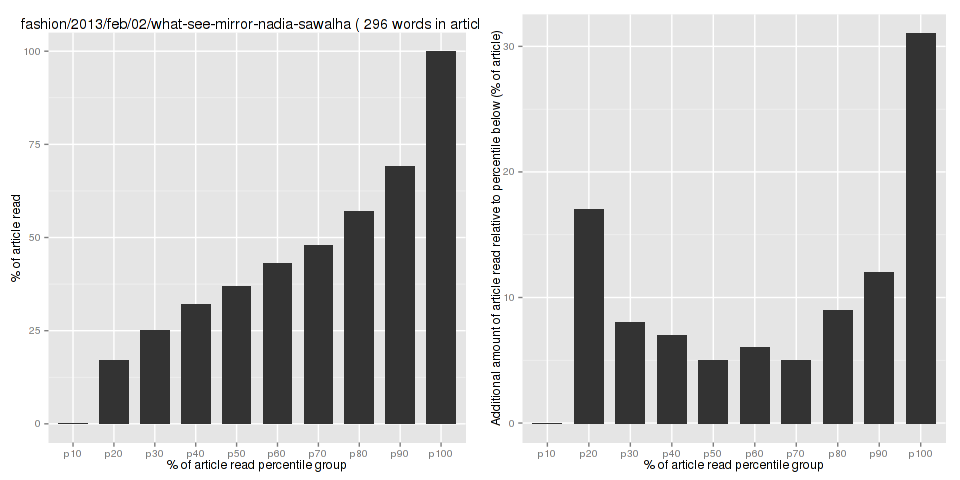 fashion/2013/feb/02/what-see-mirror-nadia-sawalha ( 296 words in articl
% of article read
100
75
50
25
0
p10 p20 p30 p40 p50 p60 p70 p80 p90 p100
% of article read percentile group
Additional amount of article read relative to percentile below (% of article)
30
20
10
0
p10 p20 p30 p40 p50 p60 p70 p80 p90 p100
% of article read percentile group